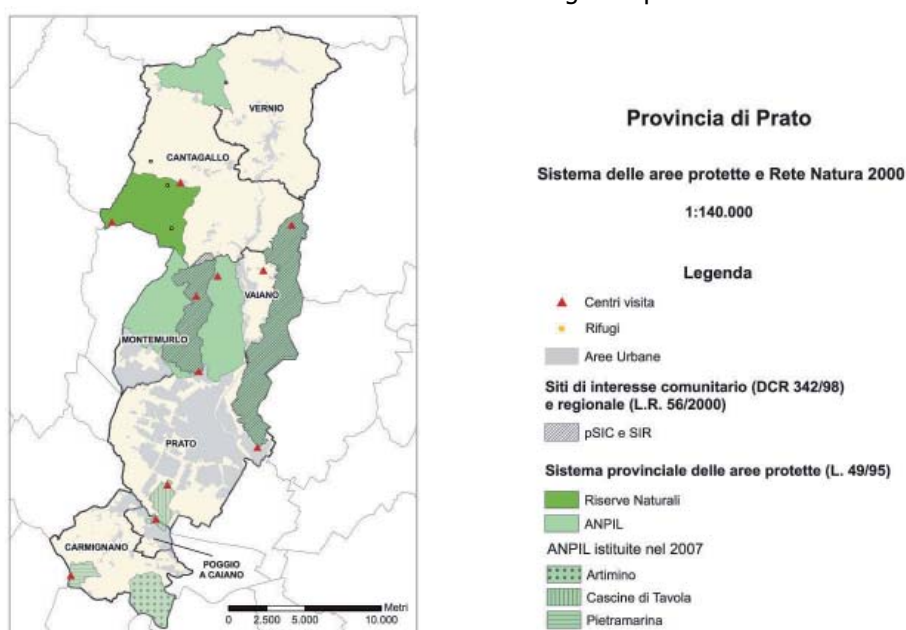 VERNIO
CANTAGALLO
VAIANO
MONTEMURLO
PRATO
CARMIGNANO
POGGIO
A CAIANO
Metri
0 2.500 5.000 10.000
Provincia di Prato
Sistema delle aree protette e Rete Natura 2000
1:140.000
Legenda
Centri visita
Rifugi
Aree Urbane
Siti di interesse comunitario (DCR 342/98)
e regionale (L.R. 56/2000)
pSIC e SIR
Sistema provinciale delle aree protette (L. 49/95)
Riserve Naturali
ANPIL
ANPIL istituite nel 2007
Artimino
Cascine di Tavola
Pietramarina